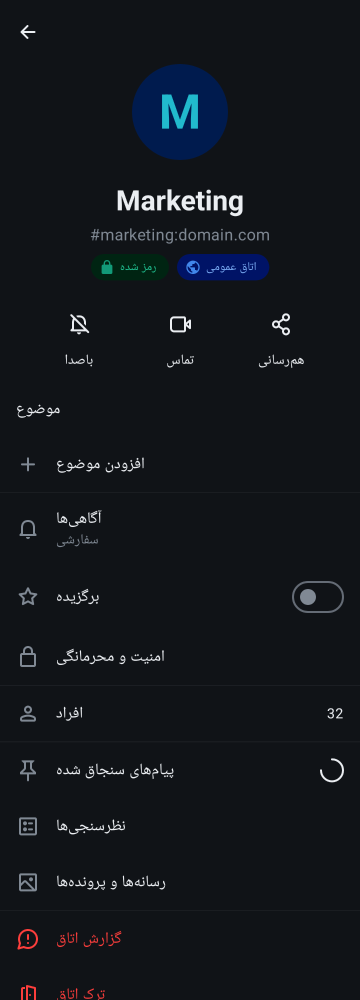 M
Marketing
#marketing:domain.com
رمز شده
اتاق عمومی
باصدا
تماس
هم‌رسانی
موضوع
افزودن موضوع
آگاهی‌ها
سفارشی
برگزیده
امنیت و محرمانگی
افراد
32
پیام‌های سنجاق شده
نظرسنجی‌ها
رسانه‌ها و پرونده‌ها
گزارش اتاق
ترک اتاق